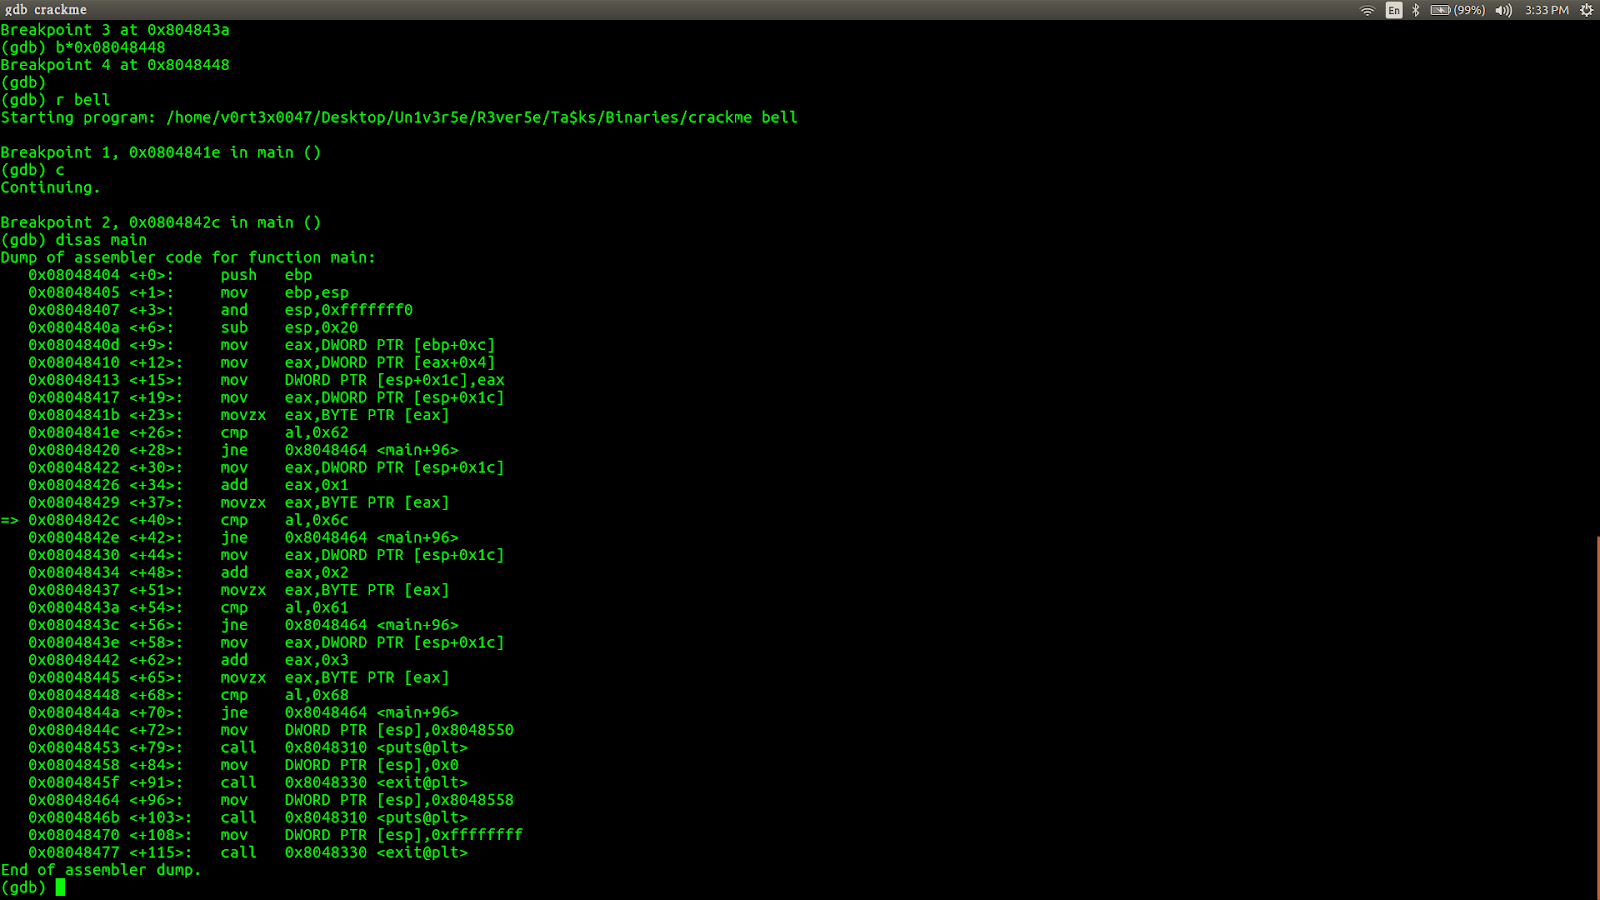 gdb crackme
En (99%) 3:33 PM
Breakpoint 3 at 0x804843a
(gdb) b*0x08048448
Breakpoint 4 at 0x8048448
(gdb)
(gdb) r bell
Starting program: /home/v0rt3x0047/Desktop/Un1v3r5e/R3ver5e/Ta$ks/Binaries/crackme bell
Breakpoint 1, 0x0804841e in main ()
(gdb) c
Continuing.
Breakpoint 2, 0x0804842c in main ()
(gdb) disas main
Dump of assembler code for function main:
   0x08048404 <+0>:     push   ebp
   0x08048405 <+1>:     mov    ebp,esp
   0x08048407 <+3>:     and    esp,0xfffffff0
   0x0804840a <+6>:     sub    esp,0x20
   0x0804840d <+9>:     mov    eax,DWORD PTR [ebp+0xc]
   0x08048410 <+12>:    mov    eax,DWORD PTR [eax+0x4]
   0x08048413 <+15>:    mov    DWORD PTR [esp+0x1c],eax
   0x08048417 <+19>:    mov    eax,DWORD PTR [esp+0x1c]
   0x0804841b <+23>:    movzx  eax,BYTE PTR [eax]
   0x0804841e <+26>:    cmp    al,0x62
   0x08048420 <+28>:    jne    0x8048464 <main+96>
   0x08048422 <+30>:    mov    eax,DWORD PTR [esp+0x1c]
   0x08048426 <+34>:    add    eax,0x1
   0x08048429 <+37>:    movzx  eax,BYTE PTR [eax]
=> 0x0804842c <+40>:    cmp    al,0x6c
   0x0804842e <+42>:    jne    0x8048464 <main+96>
   0x08048430 <+44>:    mov    eax,DWORD PTR [esp+0x1c]
   0x08048434 <+48>:    add    eax,0x2
   0x08048437 <+51>:    movzx  eax,BYTE PTR [eax]
   0x0804843a <+54>:    cmp    al,0x61
   0x0804843c <+56>:    jne    0x8048464 <main+96>
   0x0804843e <+58>:    mov    eax,DWORD PTR [esp+0x1c]
   0x08048442 <+62>:    add    eax,0x3
   0x08048445 <+65>:    movzx  eax,BYTE PTR [eax]
   0x08048448 <+68>:    cmp    al,0x68
   0x0804844a <+70>:    jne    0x8048464 <main+96>
   0x0804844c <+72>:    mov    DWORD PTR [esp],0x8048550
   0x08048453 <+79>:    call   0x8048310 <puts@plt>
   0x08048458 <+84>:    mov    DWORD PTR [esp],0x0
   0x0804845f <+91>:    call   0x8048330 <exit@plt>
   0x08048464 <+96>:    mov    DWORD PTR [esp],0x8048558
   0x0804846b <+103>:   call   0x8048310 <puts@plt>
   0x08048470 <+108>:   mov    DWORD PTR [esp],0xffffffff
   0x08048477 <+115>:   call   0x8048330 <exit@plt>
End of assembler dump.
(gdb)